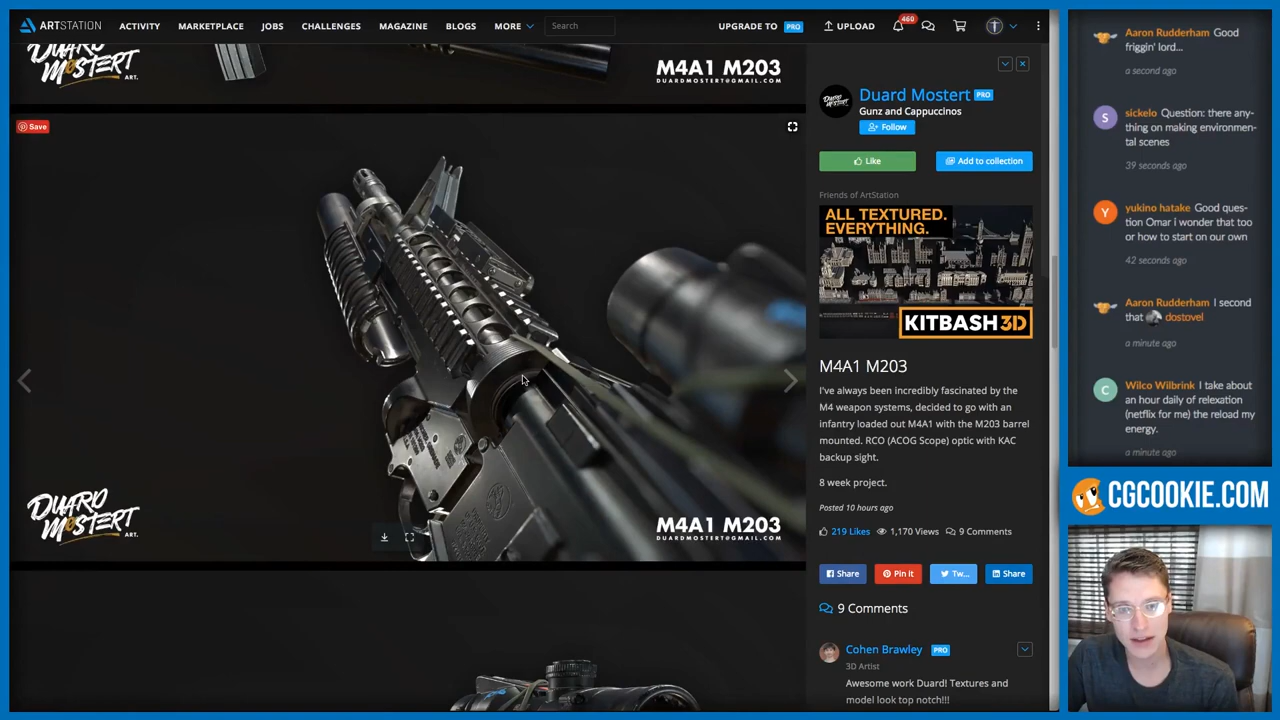 ARTSTATION
ACTIVITY
MARKETPLACE
JOBS
CHALLENGES
MAGAZINE
BLOGS
MORE
Search
UPGRADE TO PRO
UPLOAD
460
DUARD MOSTERT ART.
M4A1 M203
DUARDMOSTERT@GMAIL.COM
Save
DUARD MOSTERT ART.
M4A1 M203
DUARDMOSTERT@GMAIL.COM
Duard Mostert PRO
Gunz and Cappuccinos
Follow
Like
Add to collection
Friends of ArtStation
ALL TEXTURED.
EVERYTHING.
KITBASH3D
M4A1 M203
I've always been incredibly fascinated by the
M4 weapon systems, decided to go with an
infantry loaded out M4A1 with the M203 barrel
mounted. RCO (ACOG Scope) optic with KAC
backup sight.
8 week project.
Posted 10 hours ago
219 Likes
1,170 Views
9 Comments
Share
Pin it
Tw...
Share
9 Comments
Cohen Brawley PRO
3D Artist
Awesome work Duard! Textures and
model look top notch!!!
Aaron Rudderham Good
friggin' lord...
a second ago
S
sickelo Question: there any-
thing on making environmen-
tal scenes
39 seconds ago
Y
yukino hatake Good ques-
tion Omar i wonder that too
or how to start on our own
42 seconds ago
Aaron Rudderham I second
that dostovel
a minute ago
C
Wilco Wilbrink I take about
an hour daily of relexation
(netflix for me) the reload my
energy.
a minute ago
CGCOOKIE.COM